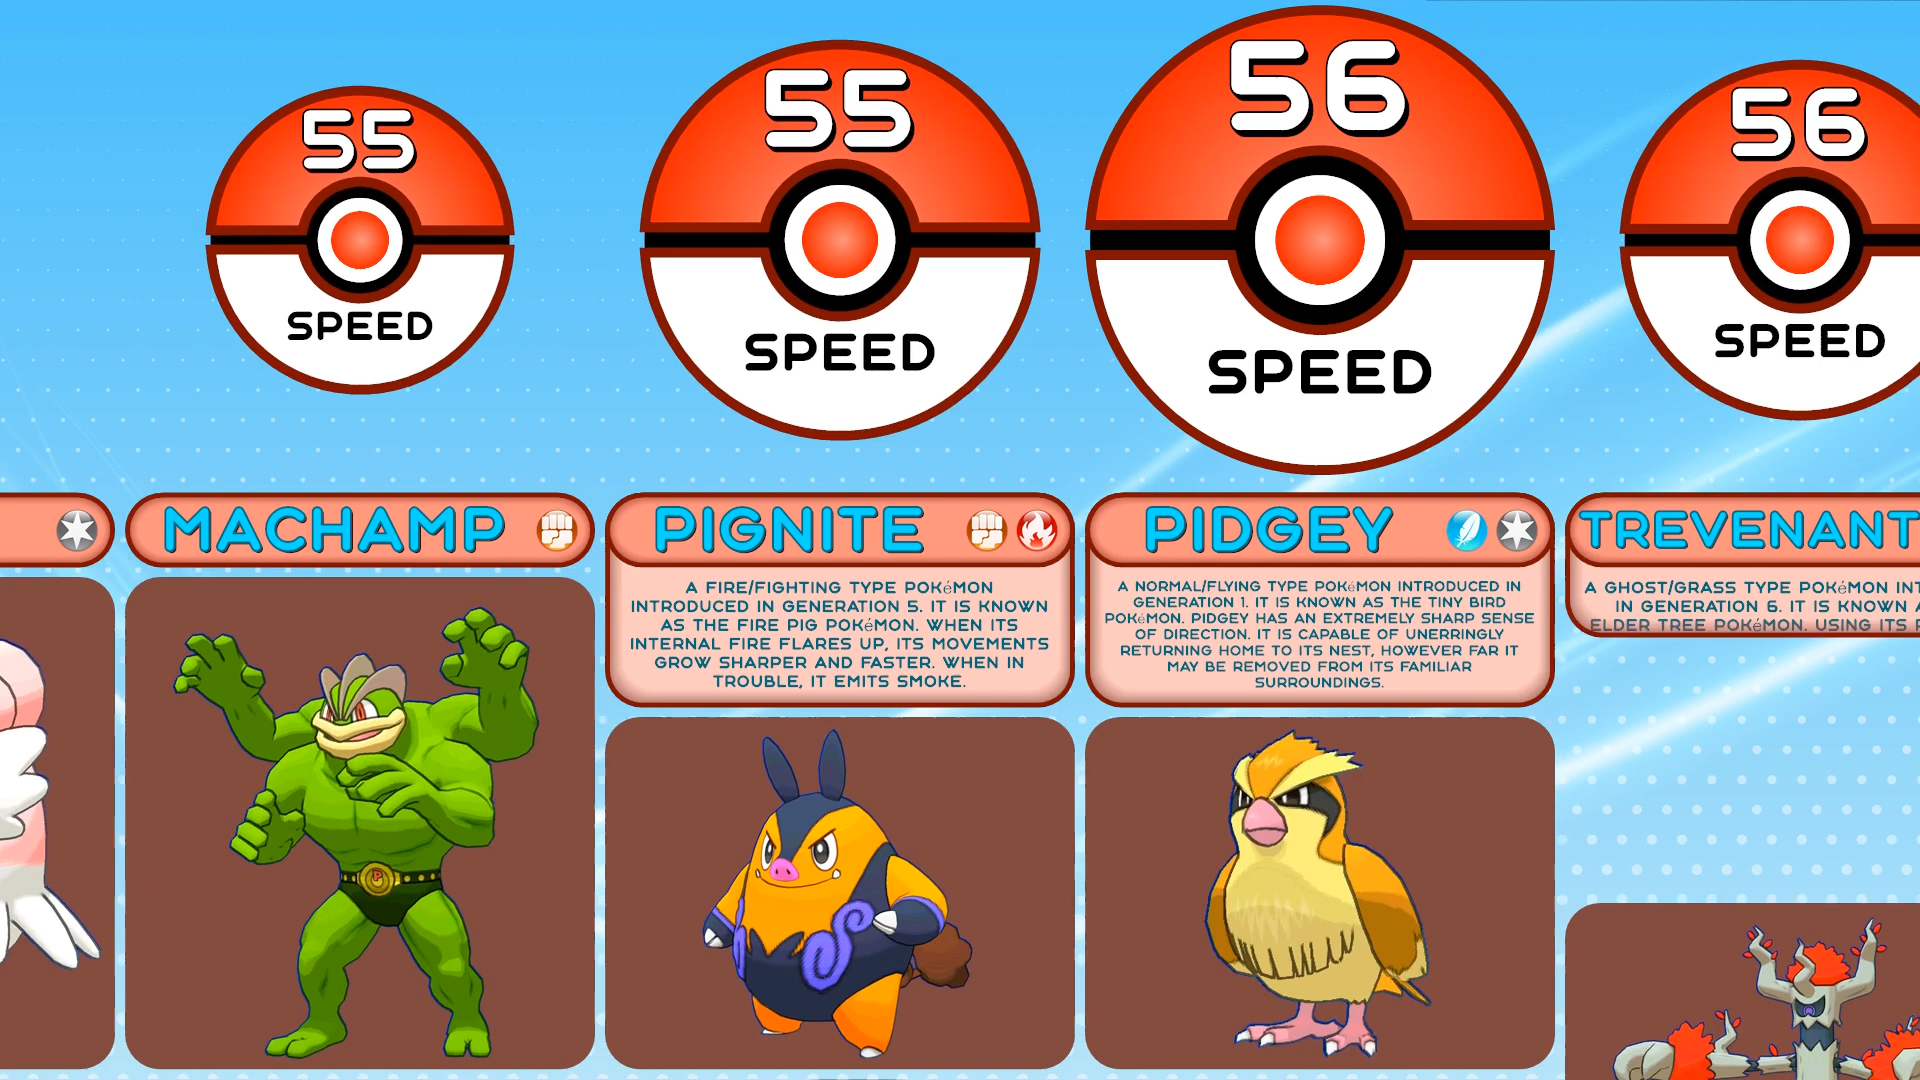 55
SPEED
55
SPEED
56
SPEED
56
SPEED
MACHAMP
PIGNITE
A FIRE/FIGHTING TYPE POKéMON
INTRODUCED IN GENERATION 5. IT IS KNOWN
AS THE FIRE PIG POKéMON. WHEN ITS
INTERNAL FIRE FLARES UP, ITS MOVEMENTS
GROW SHARPER AND FASTER. WHEN IN
TROUBLE, IT EMITS SMOKE.
PIDGEY
A NORMAL/FLYING TYPE POKéMON INTRODUCED IN
GENERATION 1. IT IS KNOWN AS THE TINY BIRD
POKéMON. PIDGEY HAS AN EXTREMELY SHARP SENSE
OF DIRECTION. IT IS CAPABLE OF UNERRINGLY
RETURNING HOME TO ITS NEST, HOWEVER FAR IT
MAY BE REMOVED FROM ITS FAMILIAR
SURROUNDINGS.
TREVENANT
A GHOST/GRASS TYPE POKéMON INT
IN GENERATION 6. IT IS KNOWN
ELDER TREE POKéMON. USING ITS